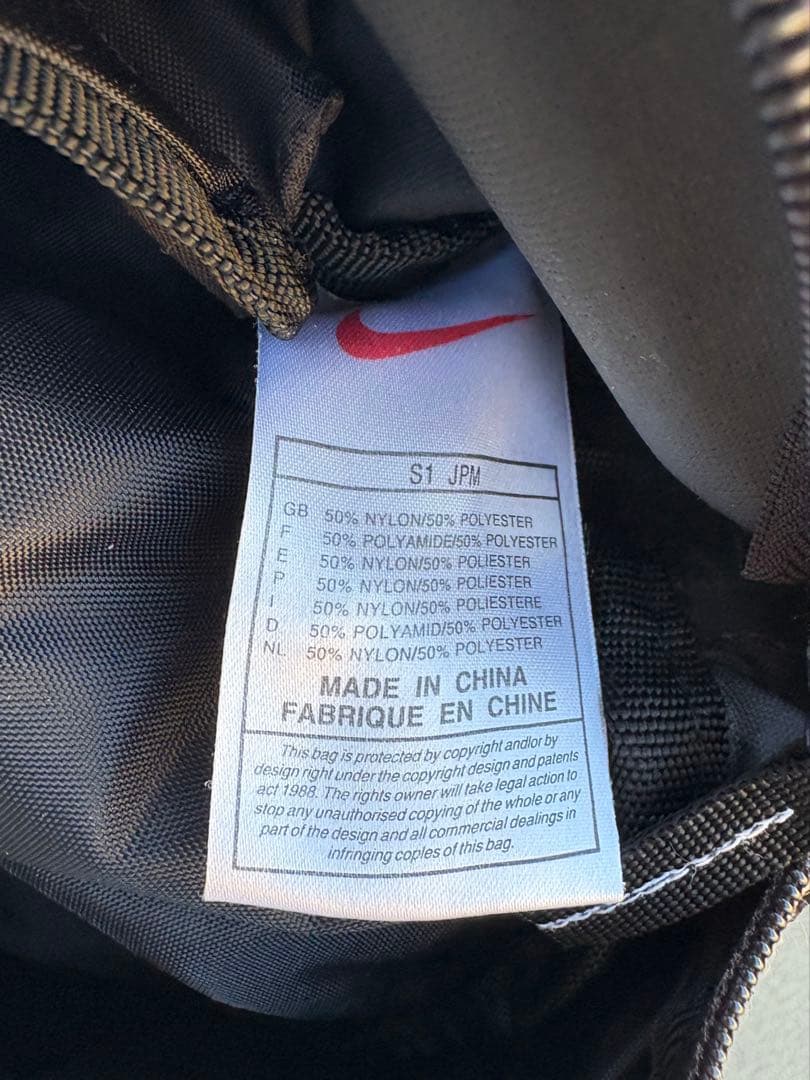 S1 JPM
GB 50% NYLON/50% POLYESTER
F 50% POLYAMIDE/50% POLYESTER
E 50% NYLON/50% POLIESTER
P 50% NYLON/50% POLIESTER
I 50% NYLON/50% POLIESTERE
D 50% POLYAMID/50% POLYESTER
NL 50% NYLON/50% POLYESTER
MADE IN CHINA
FABRIQUE EN CHINE
This bag is protected by copyright and/or by
design right under the copyright design and patents
act 1988. The rights owner will take legal action to
stop any unauthorised copying of the whole or any
part of the design and all commercial dealings in
infringing copies of this bag.